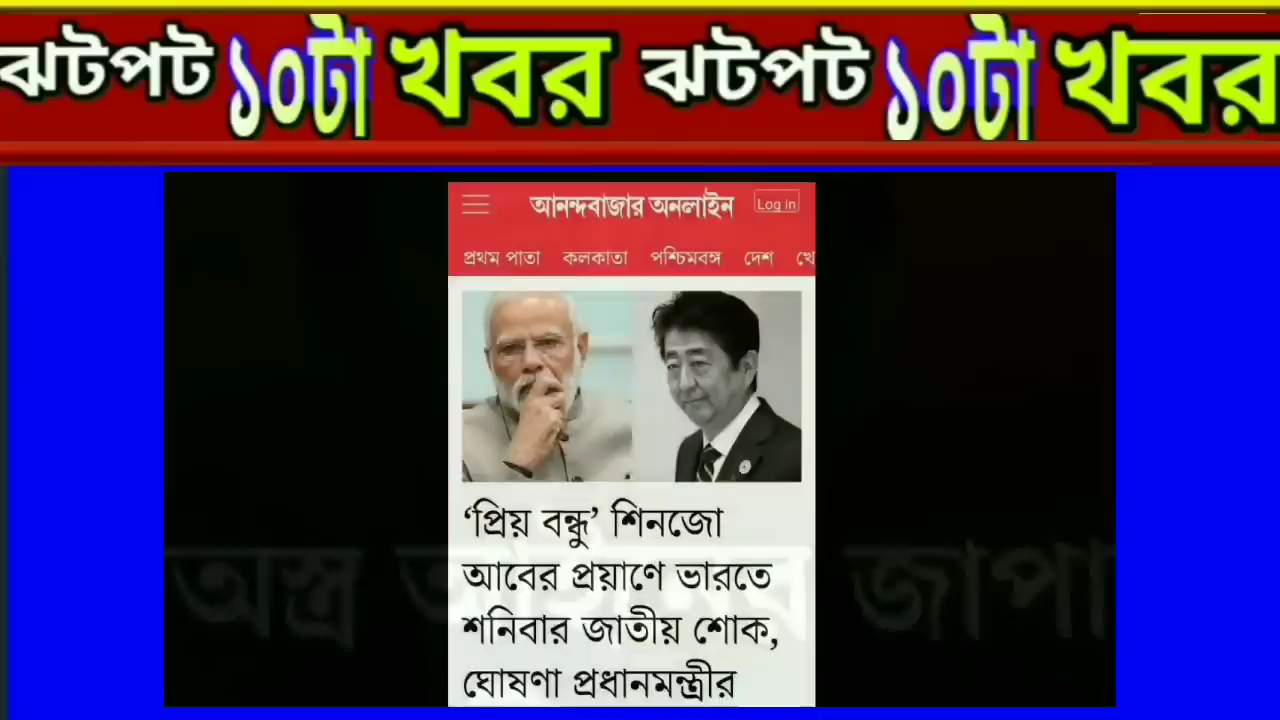 ঝটপট ১০টা খবর ঝটপট ১০টা খবর
আনন্দবাজার অনলাইন Log in
প্রথম পাতা কলকাতা পশ্চিমবঙ্গ দেশ খে
‘প্রিয় বন্ধু’ শিনজো
আবের প্রয়াণে ভারতে
শনিবার জাতীয় শোক,
ঘোষণা প্রধানমন্ত্রীর
অস্ত্র জাপা